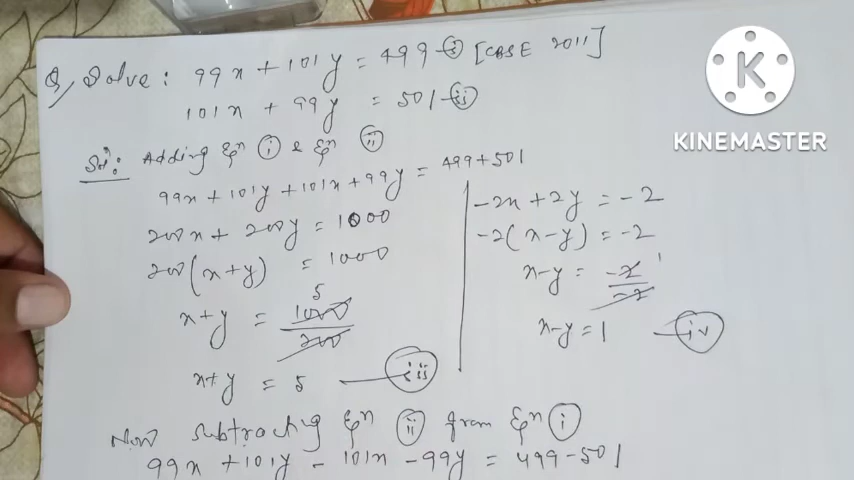 Q, Solve: 99x + 101y = 499 - (i) [CBSE 2011]
101x + 99y = 501 - (ii)
Sol: Adding Eqn (i) & Eqn (ii)
99x + 101y + 101x + 99y = 499 + 501
200x + 200y = 1000
200(x+y) = 1000
x+y = 1000/200 5
x+y = 5 — (iii)
Now subtracting Eqn (ii) from Eqn (i)
99x + 101y - 101x - 99y = 499 - 501
-2x + 2y = -2
-2(x-y) = -2
x-y = -2/-2 1
x-y = 1 — (iv)
K
KINEMASTER